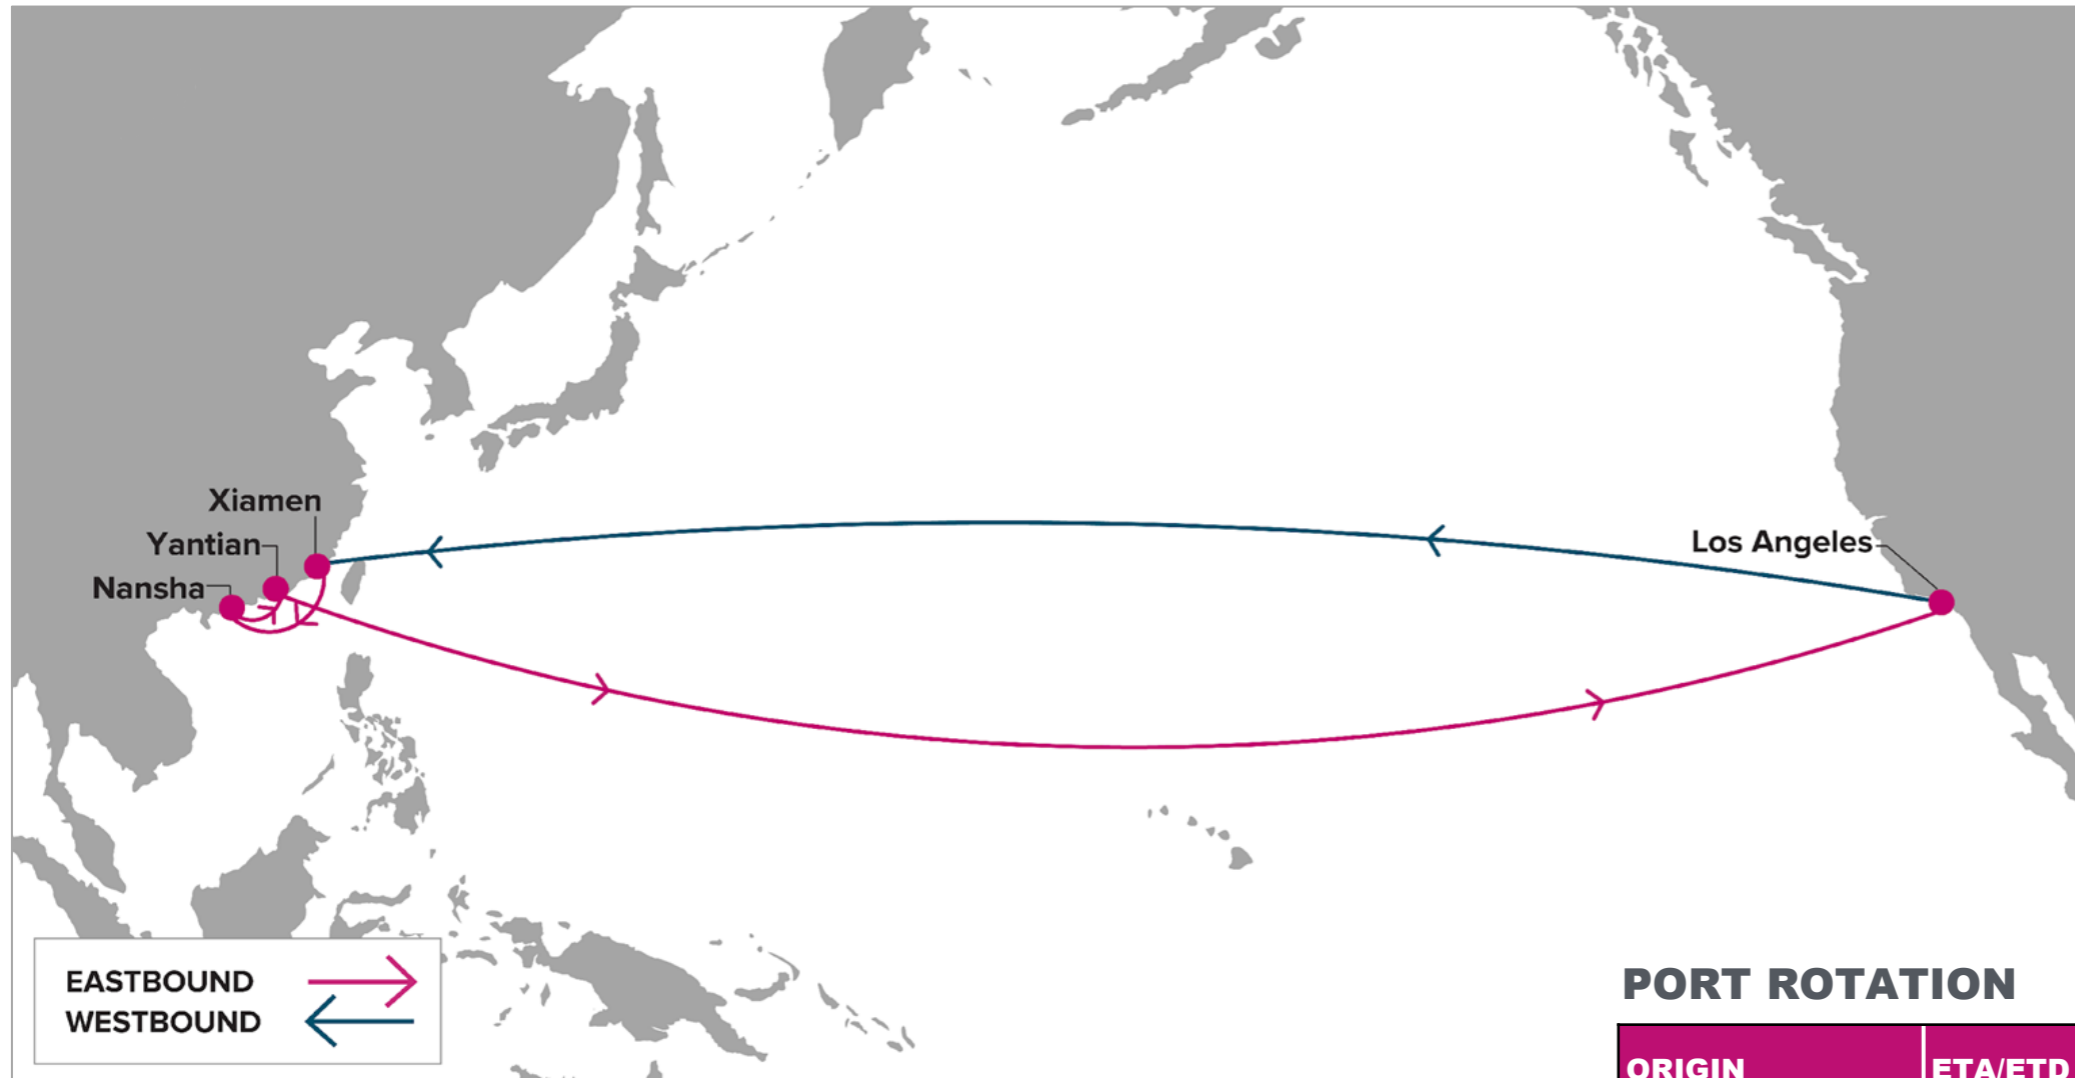 Xiamen
Yantian
Nansha
Los Angeles
EASTBOUND
WESTBOUND
PORT ROTATION
ORIGIN
ETA/ETD